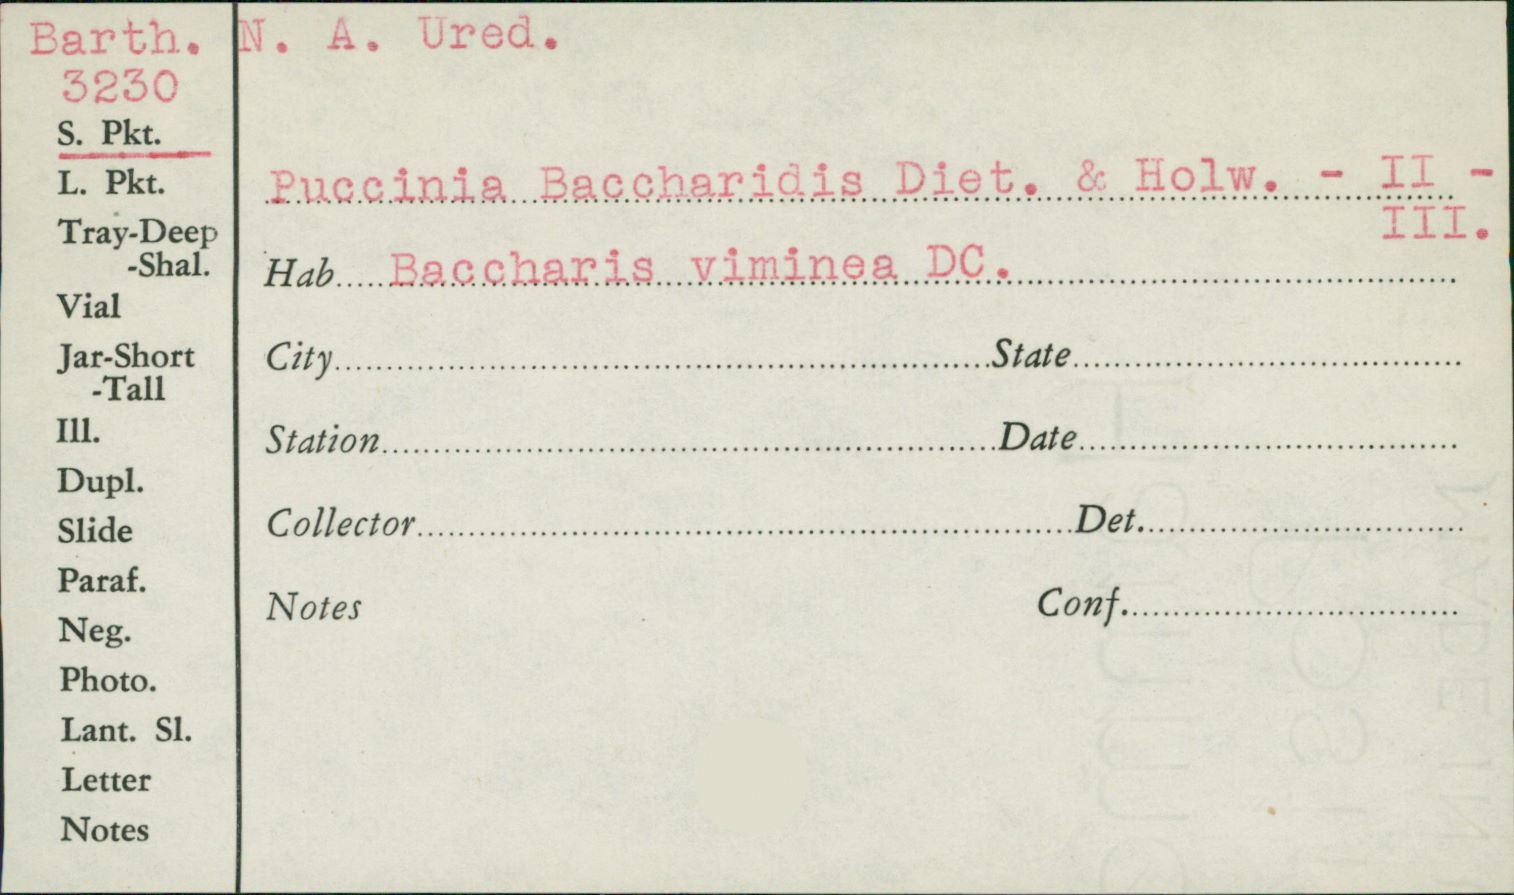 Barth. N. A. Ured.
3230
S. Pkt.
L. Pkt.
Tray-Deep
-Shal.
Vial
Jar-Short
-Tall
Ill.
Dupl.
Slide
Paraf.
Neg.
Photo.
Lant. Sl.
Letter
Notes
Puccinia Baccharidis Diet. & Holw. - II -
III.
Hab.....Baccharis viminea DC.
City State
Station Date
Collector Det.
Notes Conf.